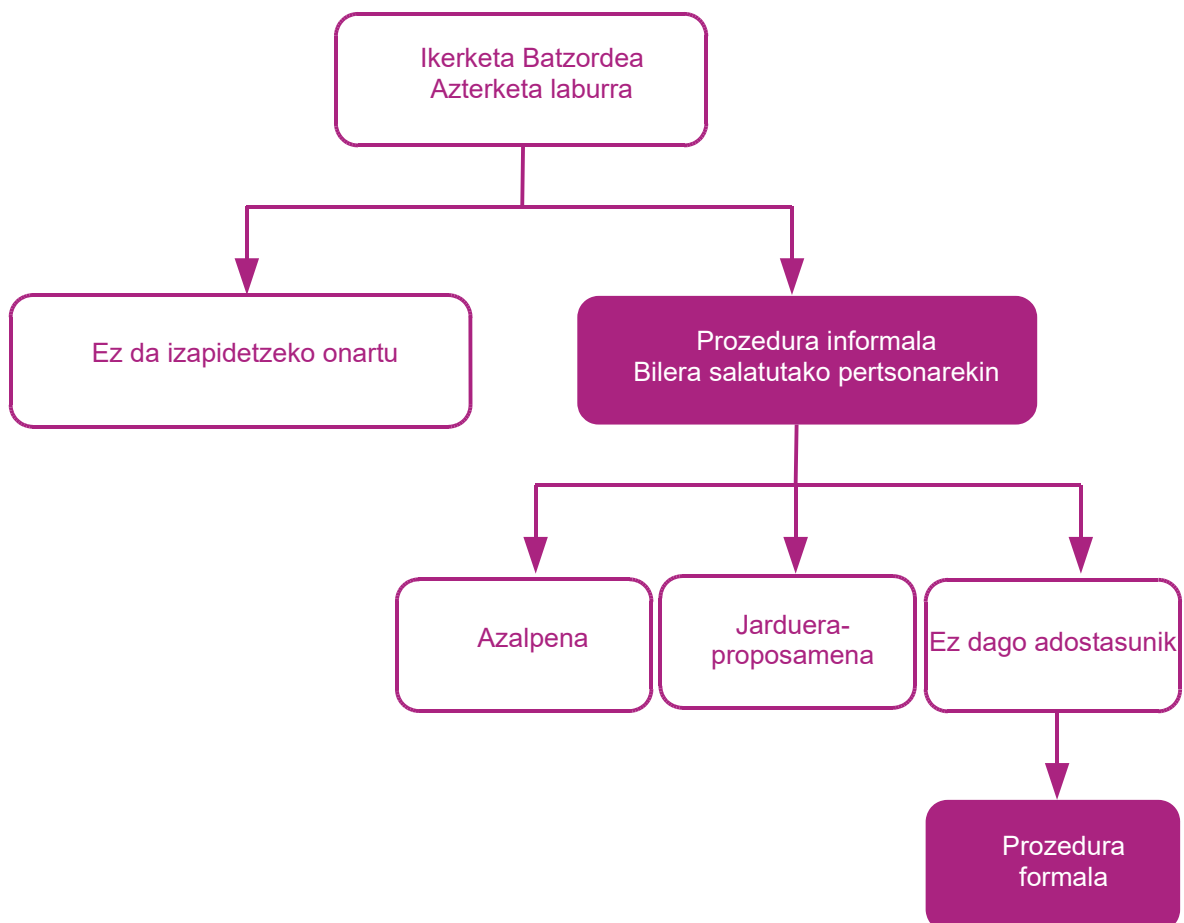 Ikerketa Batzordea
Azterketa laburra
Ez da izapidetzeko onartu
Prozedura informala
Bilera salatutako pertsonarekin
Azalpena
Jarduera-
proposamena
Ez dago adostasunik
Prozedura
formala